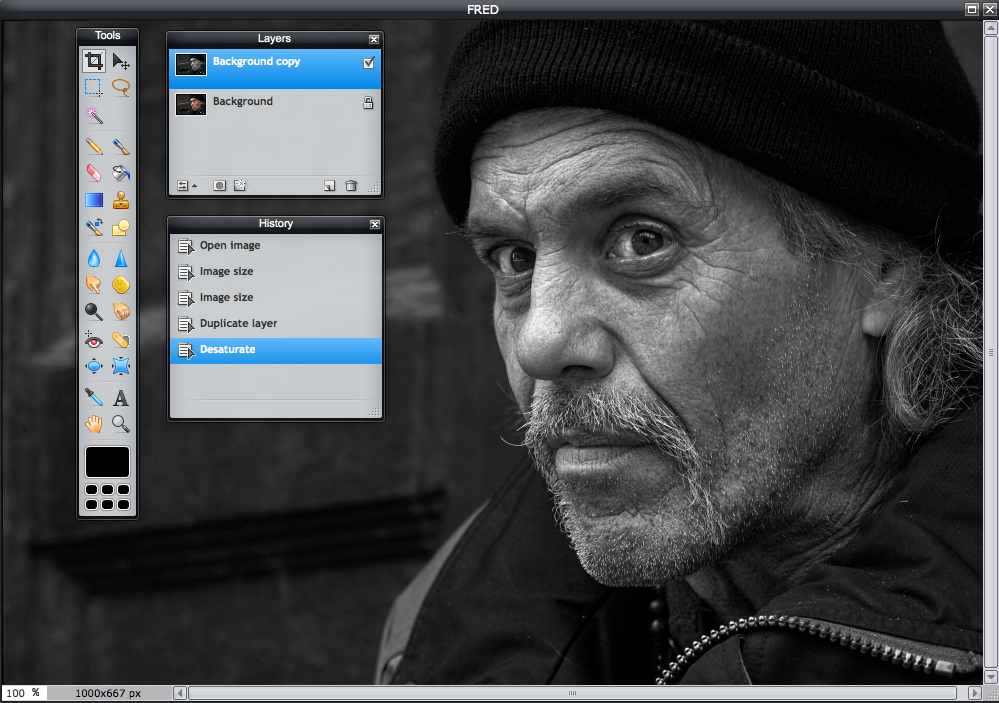 FRED
Tools
Layers
Background copy
Background
History
Open image
Image size
Image size
Duplicate layer
Desaturate
A
100 %
1000x667 px